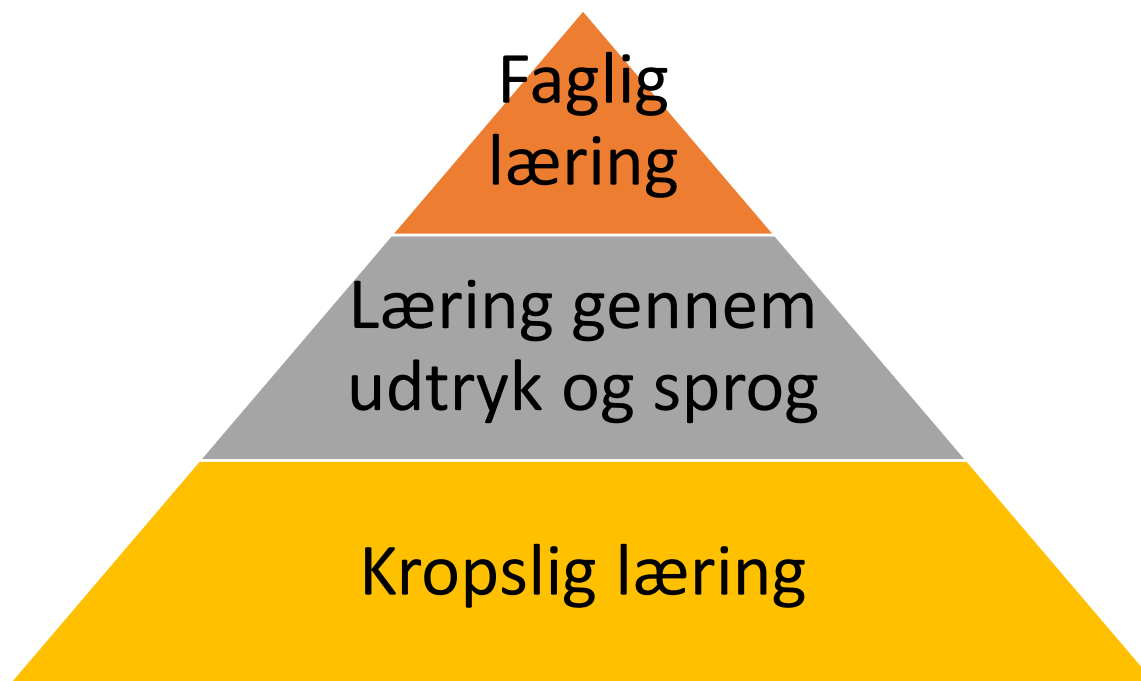 Faglig
læring
Læring gennem
udtryk og sprog
Kropslig læring